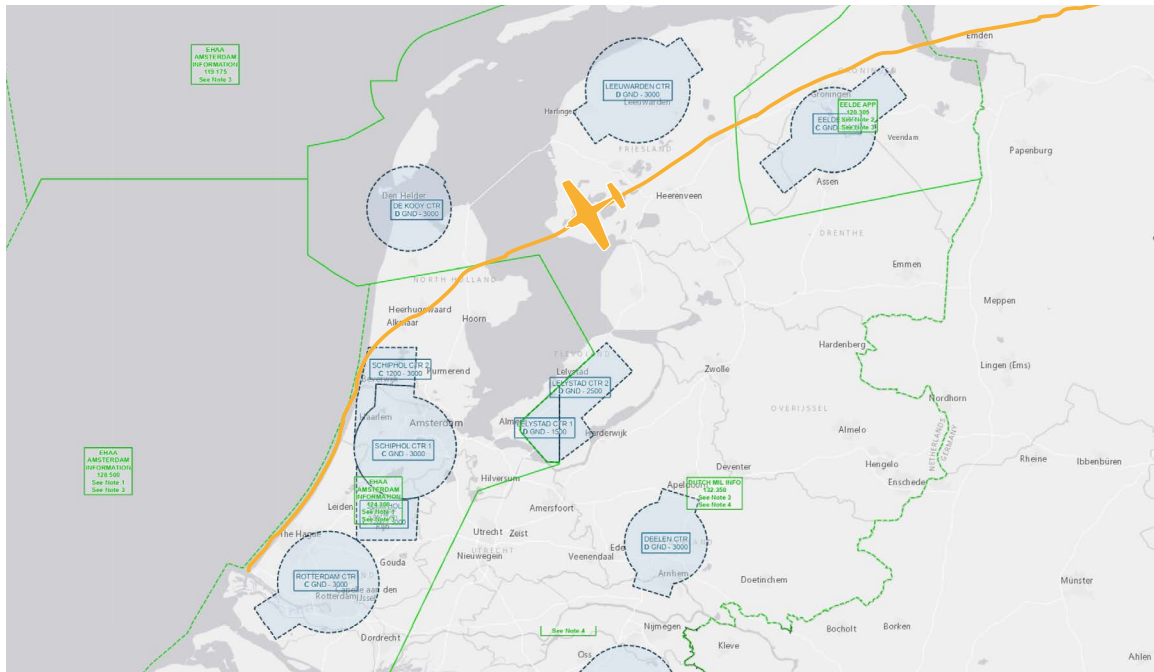 EHAA
AMSTERDAM
INFORMATION
119.175
See Note 3
Emden
GRONINGEN
Groningen
LEEUWARDEN CTR
D GND - 3000
Leeuwarden
Harlingen
EELDE APP
See Note 2
See Note 3
Veendam
FRIESLAND
Papenburg
Assen
Den Helder
DE KOOY CTR
D GND - 3000
Heerenveen
DRENTHE
Emmen
NORTH HOLLAND
Meppen
Heerhugowaard
Alkmaar
Hoorn
Hardenberg
FLEVOLAND
Lingen (Ems)
SCHIPHOL CTR 2
C 1200 - 3000
Purmerend
Lelystad
LELYSTAD CTR 2
D GND - 2500
Zwolle
Nordhorn
OVERIJSSEL
Haarlem
Amsterdam
LELYSTAD CTR 1
D GND - 1500
Harderwijk
Almelo
NETHERLANDS
GERMANY
SCHIPHOL CTR 1
C GND - 3000
EHAA
AMSTERDAM
INFORMATION
See Note 1
Rheine
Ibbenbüren
Hengelo
Enschede
Deventer
Hilversum
Apeldoorn
DUTCH MIL INFO
132.350
See Note 3
See Note 4
EHAA
AMSTERDAM
INFORMATION
Leiden
Amersfoort
The Hague
Utrecht
Zeist
UTRECHT
Nieuwegein
Veenendaal
Ede
DEELEN CTR
D GND - 3000
Gouda
Arnhem
Doetinchem
Münster
ROTTERDAM CTR
C GND - 3000
Rotterdam
Capelle aan den
IJssel
Dordrecht
See Note 4
Nijmegen
Bocholt
Borken
Oss
Kleve
Ahlen